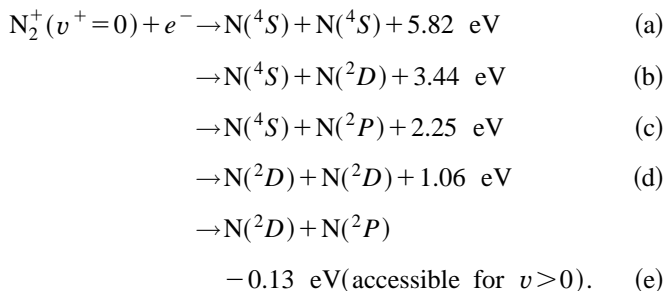 N₂⁺(v⁺=0)+e⁻→N(⁴S)+N(⁴S)+5.82 eV (a)
→N(⁴S)+N(²D)+3.44 eV (b)
→N(⁴S)+N(²P)+2.25 eV (c)
→N(²D)+N(²D)+1.06 eV (d)
→N(²D)+N(²P)
−0.13 eV(accessible for v>0). (e)